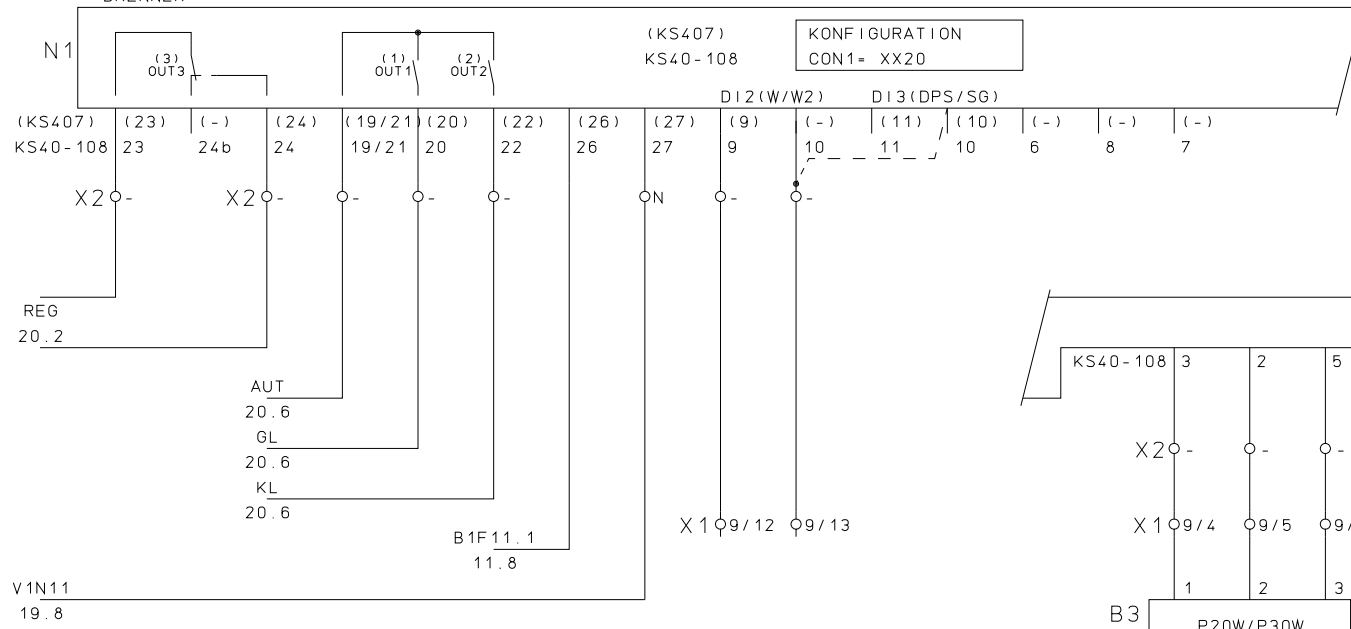 N1
(KS407)
KS40-108
KONFIGURATION
CON1= XX20
(3)
OUT3
(1)
OUT1
(2)
OUT2
DI2(W/W2) DI3(DPS/SG)
(KS407) (23) (-) (24) (19/21) (20) (22) (26) (27) (9) (-) (11) (10) (-) (-) (-)
KS40-108 23 24b 24 19/21 20 22 26 27 9 10 11 10 6 8 7
X2 - X2 - - - - N - -
REG
20.2
KS40-108 3 2 5
AUT
20.6
GL
20.6
X2 - - -
KL
20.6
X1 9/12 9/13
X1 9/4 9/5 9/
B1F11.1
11.8
V1N11
19.8
1 2 3
B3
P20W/P30W